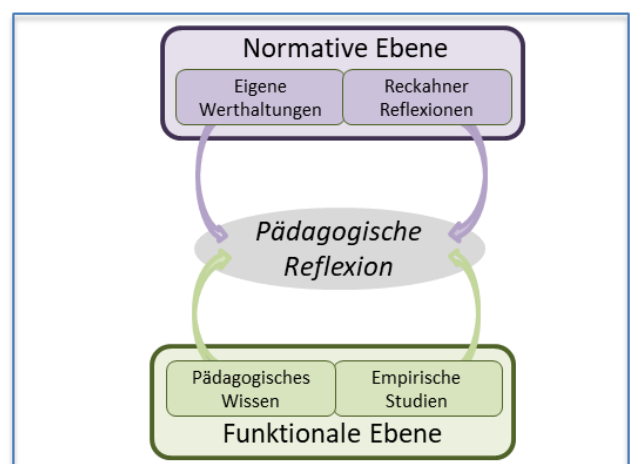 Normative Ebene
Eigene Werthaltungen
Reckahner Reflexionen
Pädagogische
Reflexion
Pädagogisches Wissen
Empirische Studien
Funktionale Ebene